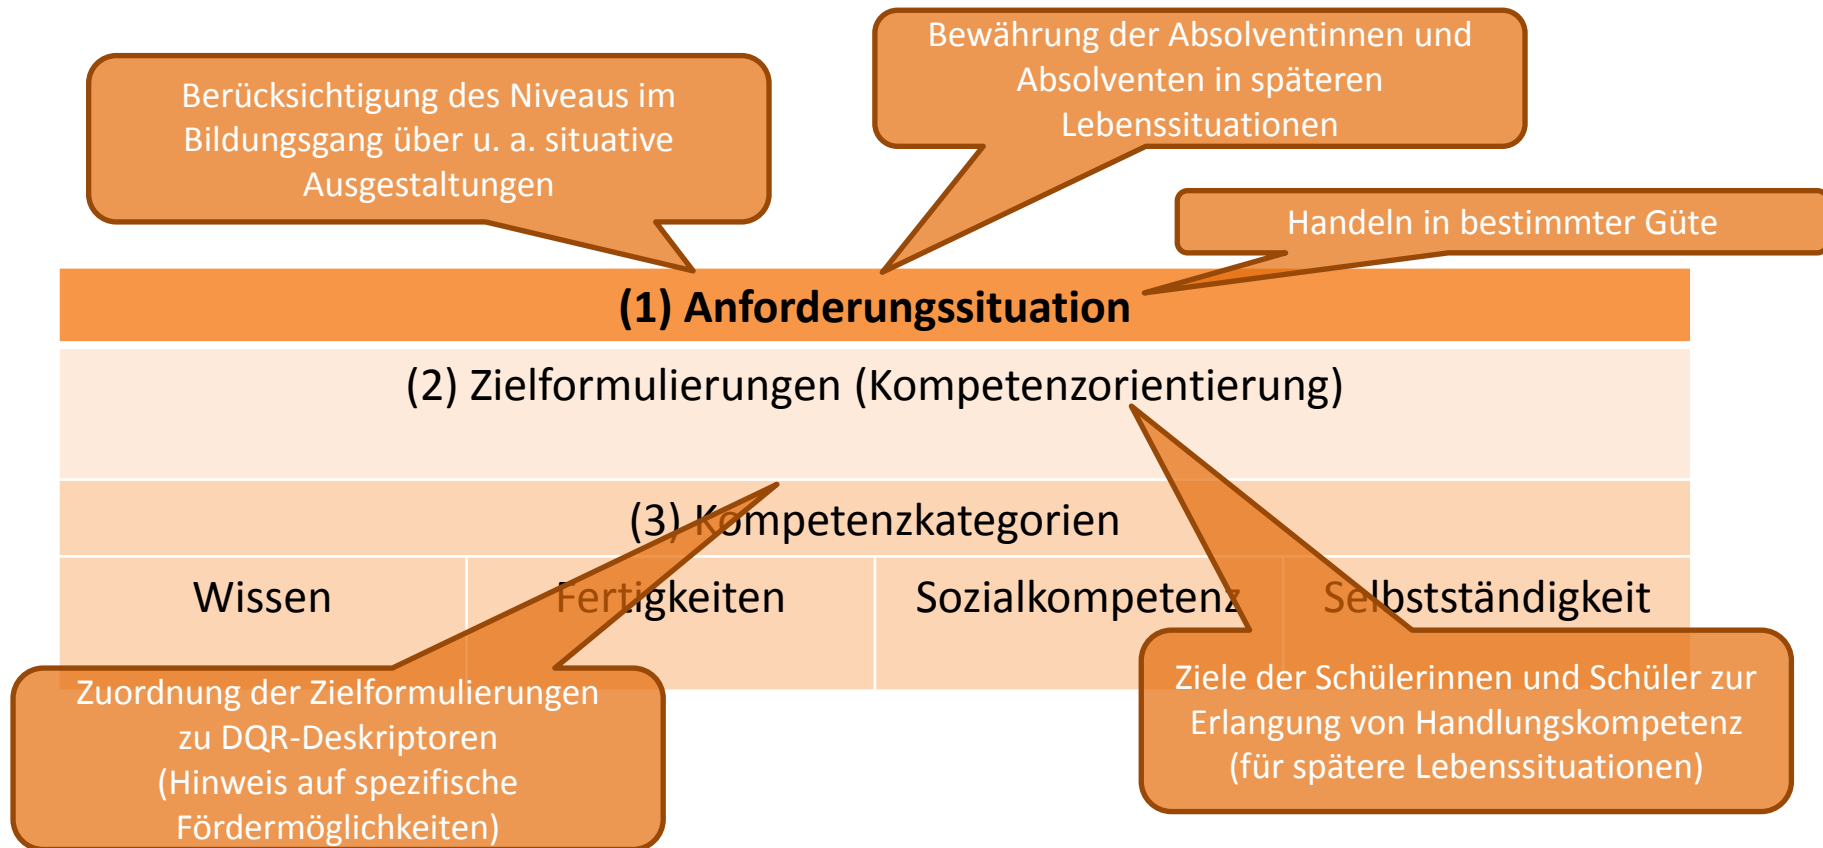 Bewährung der Absolventinnen und
Absolventen in späteren
Lebenssituationen
Berücksichtigung des Niveaus im
Bildungsgang über u. a. situative
Ausgestaltungen
Handeln in bestimmter Güte
(1) Anforderungssituation
(2) Zielformulierungen (Kompetenzorientierung)
(3) Kompetenzkategorien
Wissen
Fertigkeiten
Sozialkompetenz
Selbstständigkeit
Zuordnung der Zielformulierungen
zu DQR-Deskriptoren
(Hinweis auf spezifische
Fördermöglichkeiten)
Ziele der Schülerinnen und Schüler zur
Erlangung von Handlungskompetenz
(für spätere Lebenssituationen)